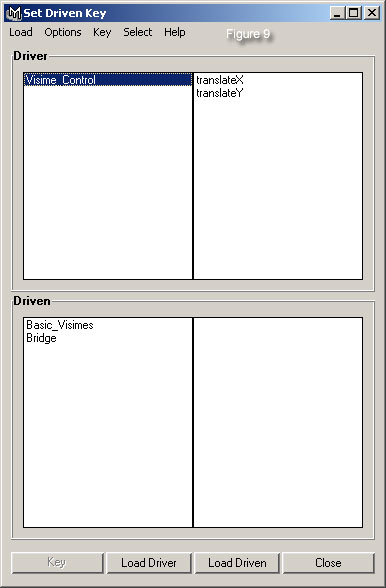 Set Driven Key
Load Options Key Select Help
Figure 9
Driver
Visime_Control
translateX
translateY
Driven
Basic_Visimes
Bridge
Key Load Driver Load Driven Close